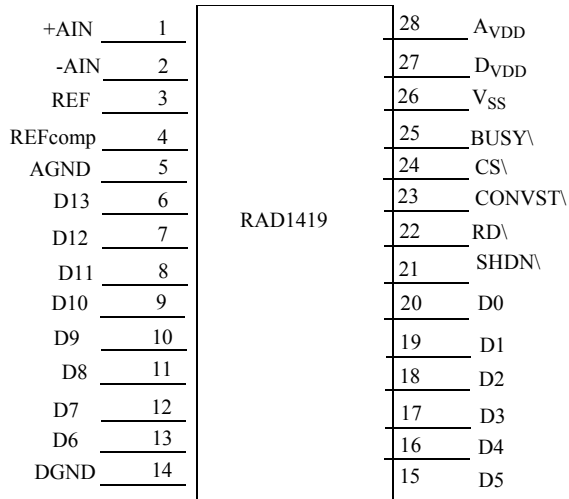 +AIN 1 28 AVDD
-AIN 2 27 DVDD
REF 3 26 VSS
REFcomp 4 25 BUSY\
AGND 5 24 CS\
D13 6 23 CONVST\
RAD1419
D12 7 22 RD\
D11 8 21 SHDN\
D10 9 20 D0
D9 10 19 D1
D8 11 18 D2
D7 12 17 D3
D6 13 16 D4
DGND 14 15 D5